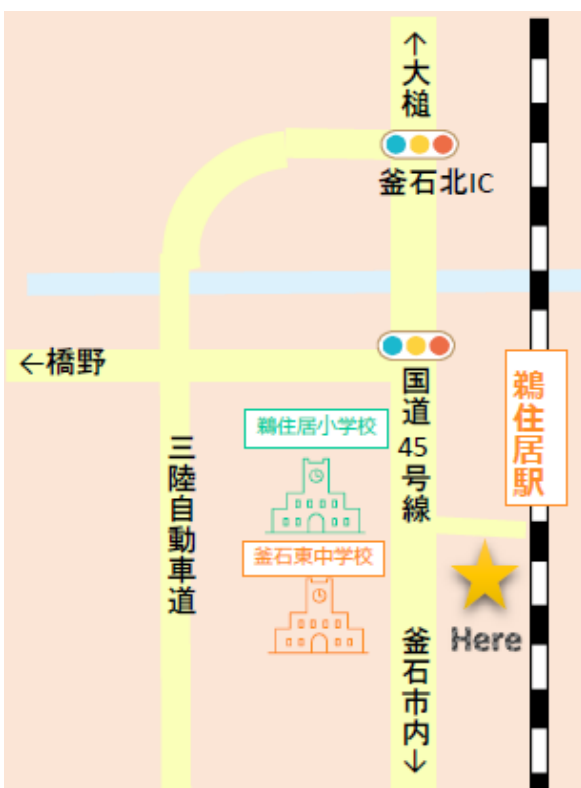 ↑大槌
釜石北IC
←橋野
国道45号線
鵜住居駅
鵜住居小学校
三陸自動車道
釜石東中学校
Here
釜石市内↓